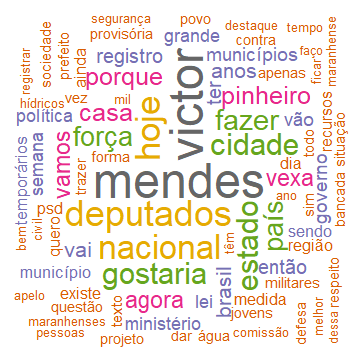 segurança
povo
destaque
tempo
provisória
grande
contra
maranhense
registrar
sociedade
prefeito
ainda
registro
victor
municípios
faço
ficar
porque
anos
apenas
hídricos
vez
mil
casa
hoje
ter
pinheiro
recursos
todo
situação
política
força
fazer
vão
bem
temporários
semana
vamos
forma
trazer
cidade
dia
sim
governo
bancada
mendes
vexa
civil
psd
quero
deputados
estado
país
ano
sendo
vai
nacional
têm
região
município
gostaria
brasil
então
militares
apelo
existe
texto
agora
lei
medida
defesa
melhor
dessa
respeito
questão
jovens
maranhenses
ministério
pessoas
projeto
dar
água
comissão